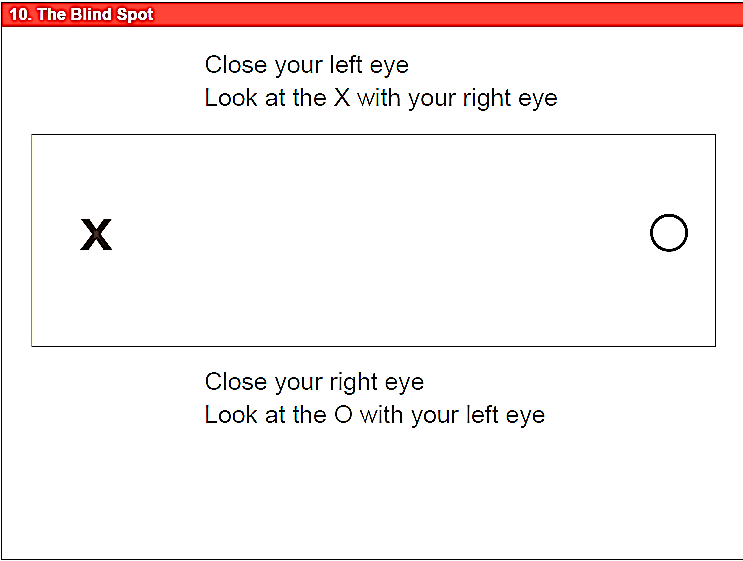 10. The Blind Spot
Close your left eye
Look at the X with your right eye
X O
Close your right eye
Look at the O with your left eye